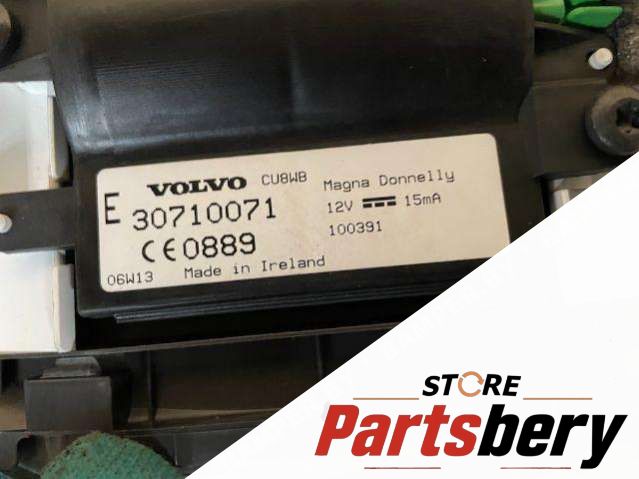 VOLVO CU8WB Magna Donnelly
E 30710071 12V 15mA
CE0889 100391
06W13 Made in Ireland
STORE
Partsbery